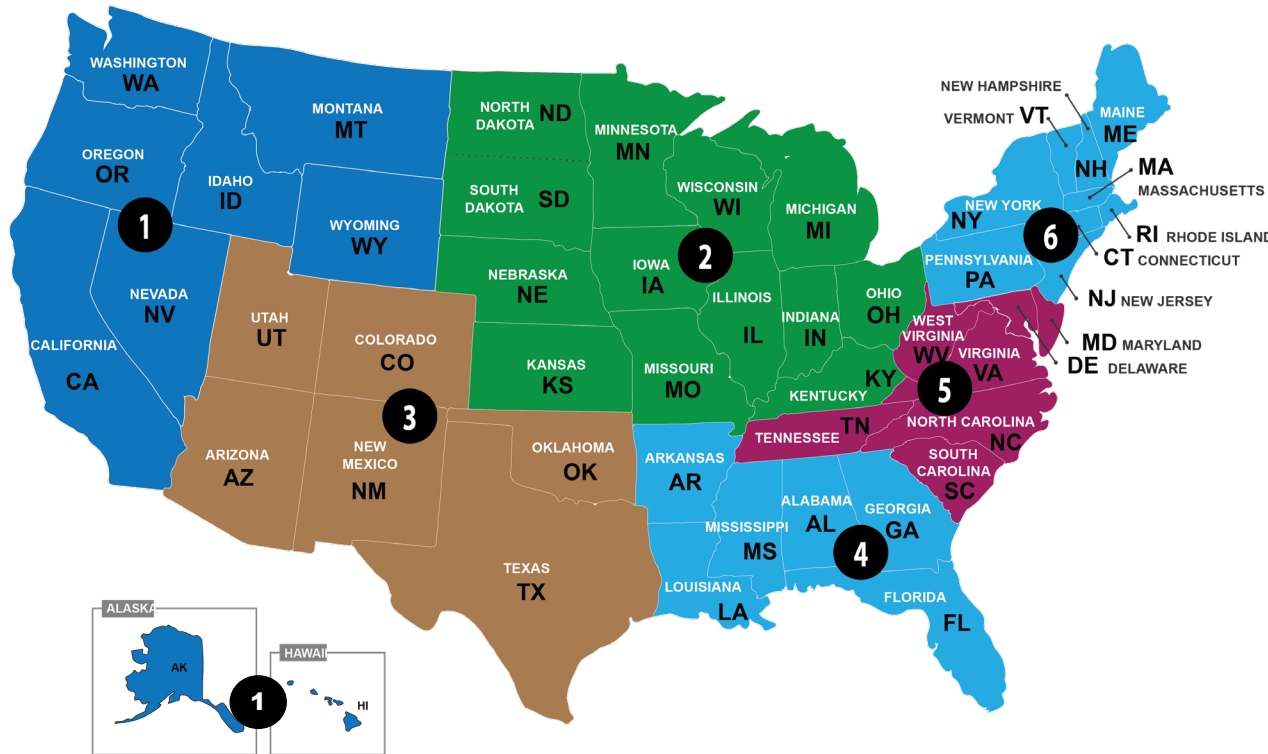 WASHINGTON
WA
MONTANA
MT
OREGON
OR
IDAHO
ID
WYOMING
WY
1
NEVADA
NV
CALIFORNIA
CA
NORTH
DAKOTA
ND
MINNESOTA
MN
SOUTH
DAKOTA
SD
WISCONSIN
WI
MICHIGAN
MI
2
NEBRASKA
NE
IOWA
IA
ILLINOIS
IL
INDIANA
IN
OHIO
OH
KANSAS
KS
MISSOURI
MO
KY
KENTUCKY
UTAH
UT
COLORADO
CO
3
ARIZONA
AZ
NEW
MEXICO
NM
OKLAHOMA
OK
TEXAS
TX
ARKANSAS
AR
MISSISSIPPI
MS
ALABAMA
AL
GEORGIA
GA
4
LOUISIANA
LA
FLORIDA
FL
WEST
VIRGINIA
WV
VIRGINIA
VA
5
TENNESSEE TN
NORTH CAROLINA
NC
SOUTH
CAROLINA
SC
NEW HAMPSHIRE
VERMONT VT
MAINE
ME
NH
MA
MASSACHUSETTS
NEW YORK
NY
6
RI RHODE ISLAND
CT CONNECTICUT
PENNSYLVANIA
PA
NJ NEW JERSEY
MD MARYLAND
DE DELAWARE
ALASKA
AK
1
HAWAII
HI